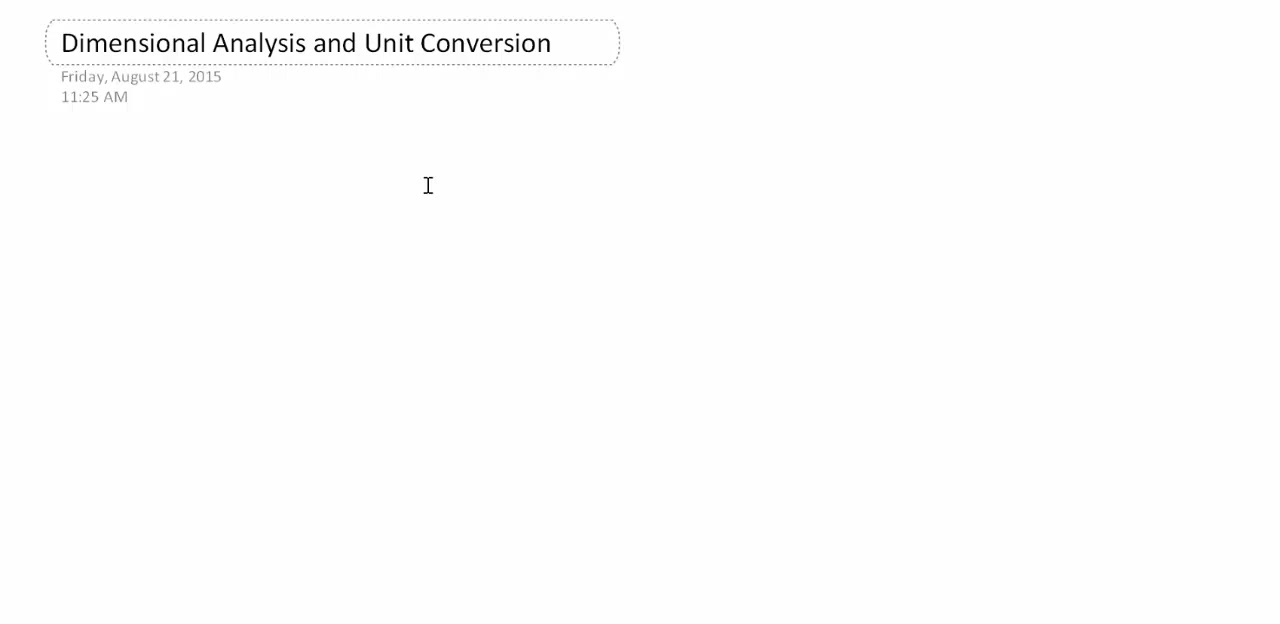 Dimensional Analysis and Unit Conversion
Friday, August 21, 2015
11:25 AM